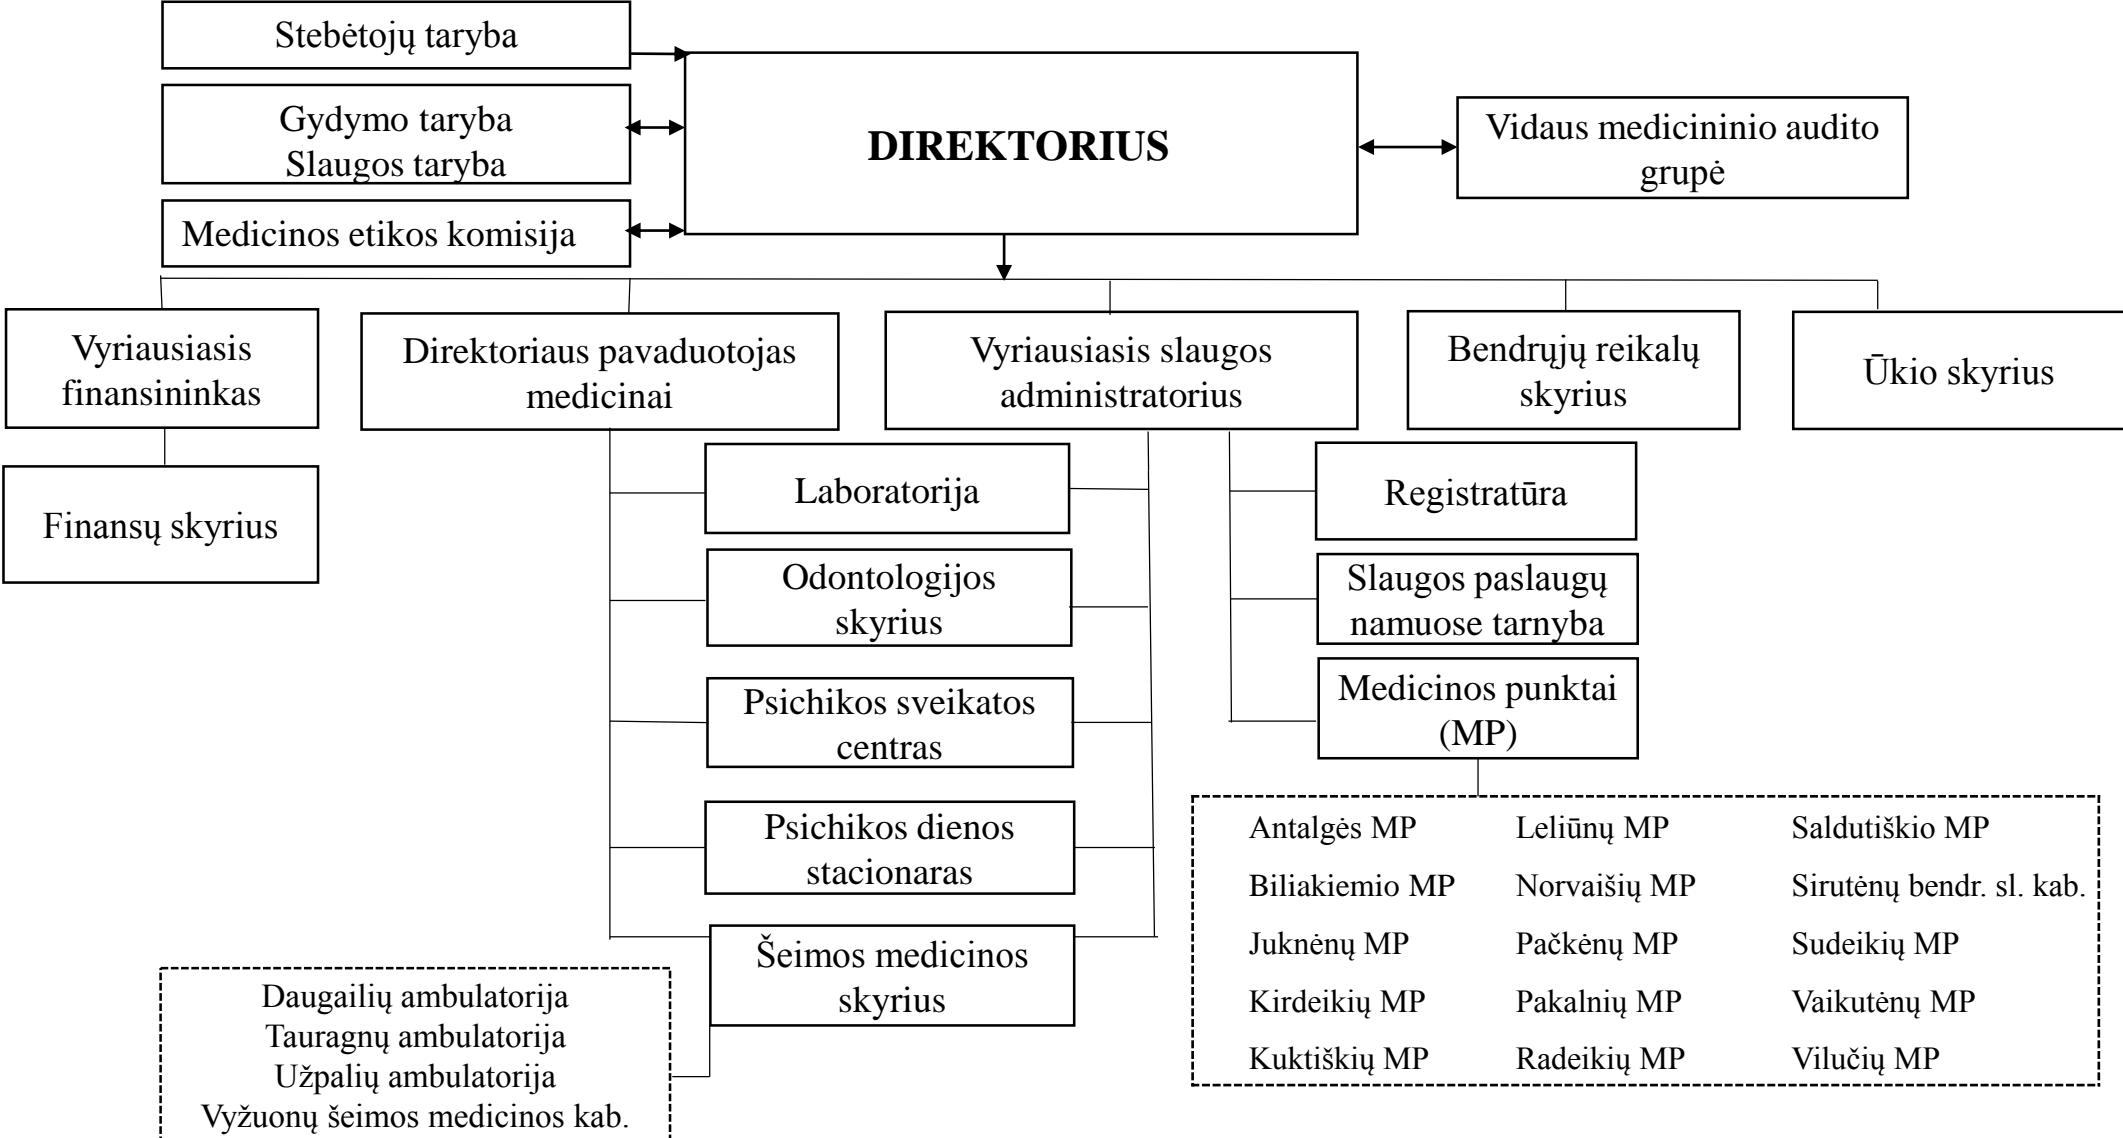 Stebėtojų taryba
Gydymo taryba
Slaugos taryba
Medicinos etikos komisija
DIREKTORIUS
Vidaus medicininio audito
grupė
Vyriausiasis
finansininkas
Direktoriaus pavaduotojas
medicinai
Vyriausiasis slaugos
administratorius
Bendrųjų reikalų
skyrius
Ūkio skyrius
Finansų skyrius
Laboratorija
Odontologijos
skyrius
Psichikos sveikatos
centras
Psichikos dienos
stacionaras
Šeimos medicinos
skyrius
Registratūra
Slaugos paslaugų
namuose tarnyba
Medicinos punktai
(MP)
Daugailių ambulatorija
Tauragnų ambulatorija
Užpalių ambulatorija
Vyžuonų šeimos medicinos kab.
Antalgės MP
Biliakiemio MP
Juknėnų MP
Kirdeikių MP
Kuktiškių MP
Leliūnų MP
Norvaišių MP
Pačkėnų MP
Pakalnių MP
Radeikių MP
Saldutiškio MP
Sirutėnų bendr. sl. kab.
Sudeikių MP
Vaikutėnų MP
Vilučių MP